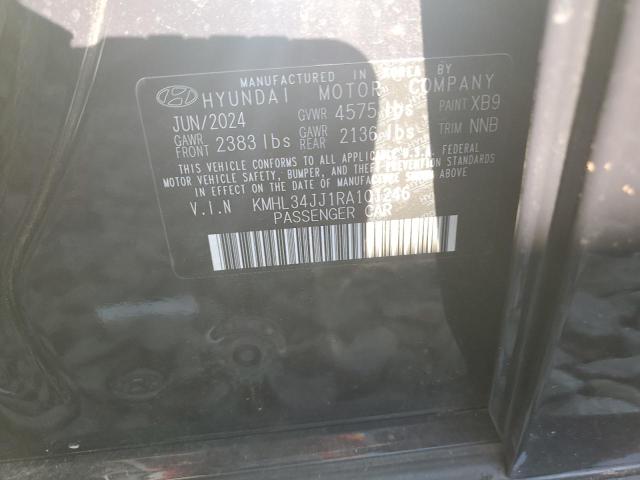 MANUFACTURED IN KOREA BY
HYUNDAI MOTOR COMPANY
JUN/2024 GVWR 4575 lbs PAINT XB9
GAWR FRONT 2383 lbs GAWR REAR 2136 lbs TRIM NNB
THIS VEHICLE CONFORMS TO ALL APPLICABLE U.S. FEDERAL
MOTOR VEHICLE SAFETY, BUMPER, AND THEFT PREVENTION STANDARDS
IN EFFECT ON THE DATE OF MANUFACTURE
V.I.N KMHL34JJ1RA101246
PASSENGER CAR